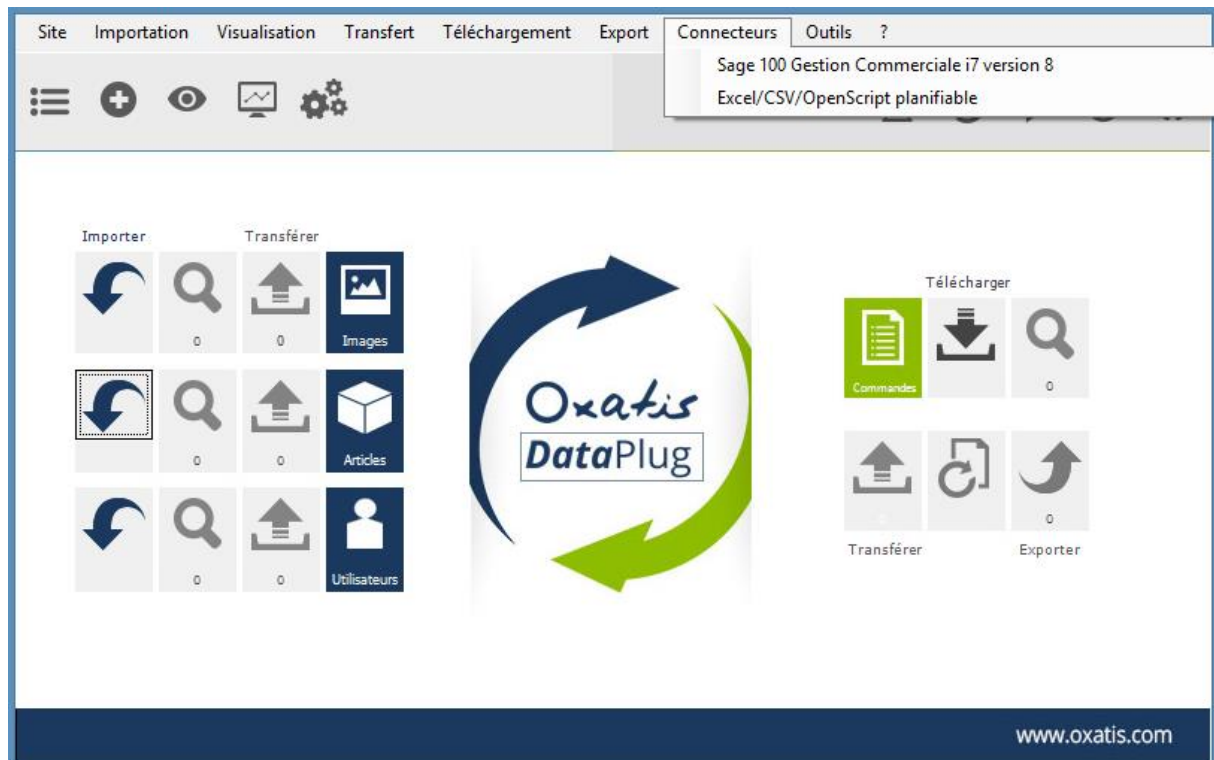 Site Importation Visualisation Transfert Téléchargement Export Connecteurs Outils ?
Sage 100 Gestion Commerciale i7 version 8
Excel/CSV/OpenScript planifiable
Importer Transférer
0 0 Images
0 0 Articles
0 0 Utilisateurs
Oxatis
DataPlug
Télécharger
Commandes 0
0 0
Transférer Exporter
www.oxatis.com